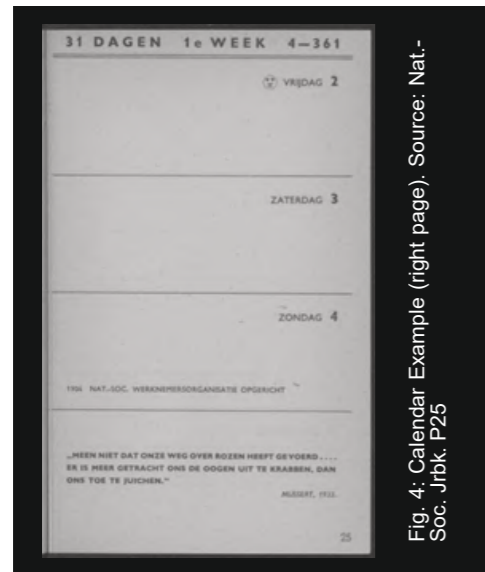 31 DAGEN 1e WEEK 4—361
VRIJDAG 2
ZATERDAG 3
ZONDAG 4
NAT.-SOC. WERKNEMERSORGANISATIE OPGERICHT
„MEEN NIET DAT ONZE WEG OVER ROZEN HEEFT GEVOERD....
ER IS MEER GETRACHT ONS DE OOGEN UIT TE KRABBEN, DAN
ONS TOE TE JUICHEN.”
MUSSERT, 1933.
25
Fig. 4: Calendar Example (right page). Source: Nat.-
Soc. Jrbk. P25